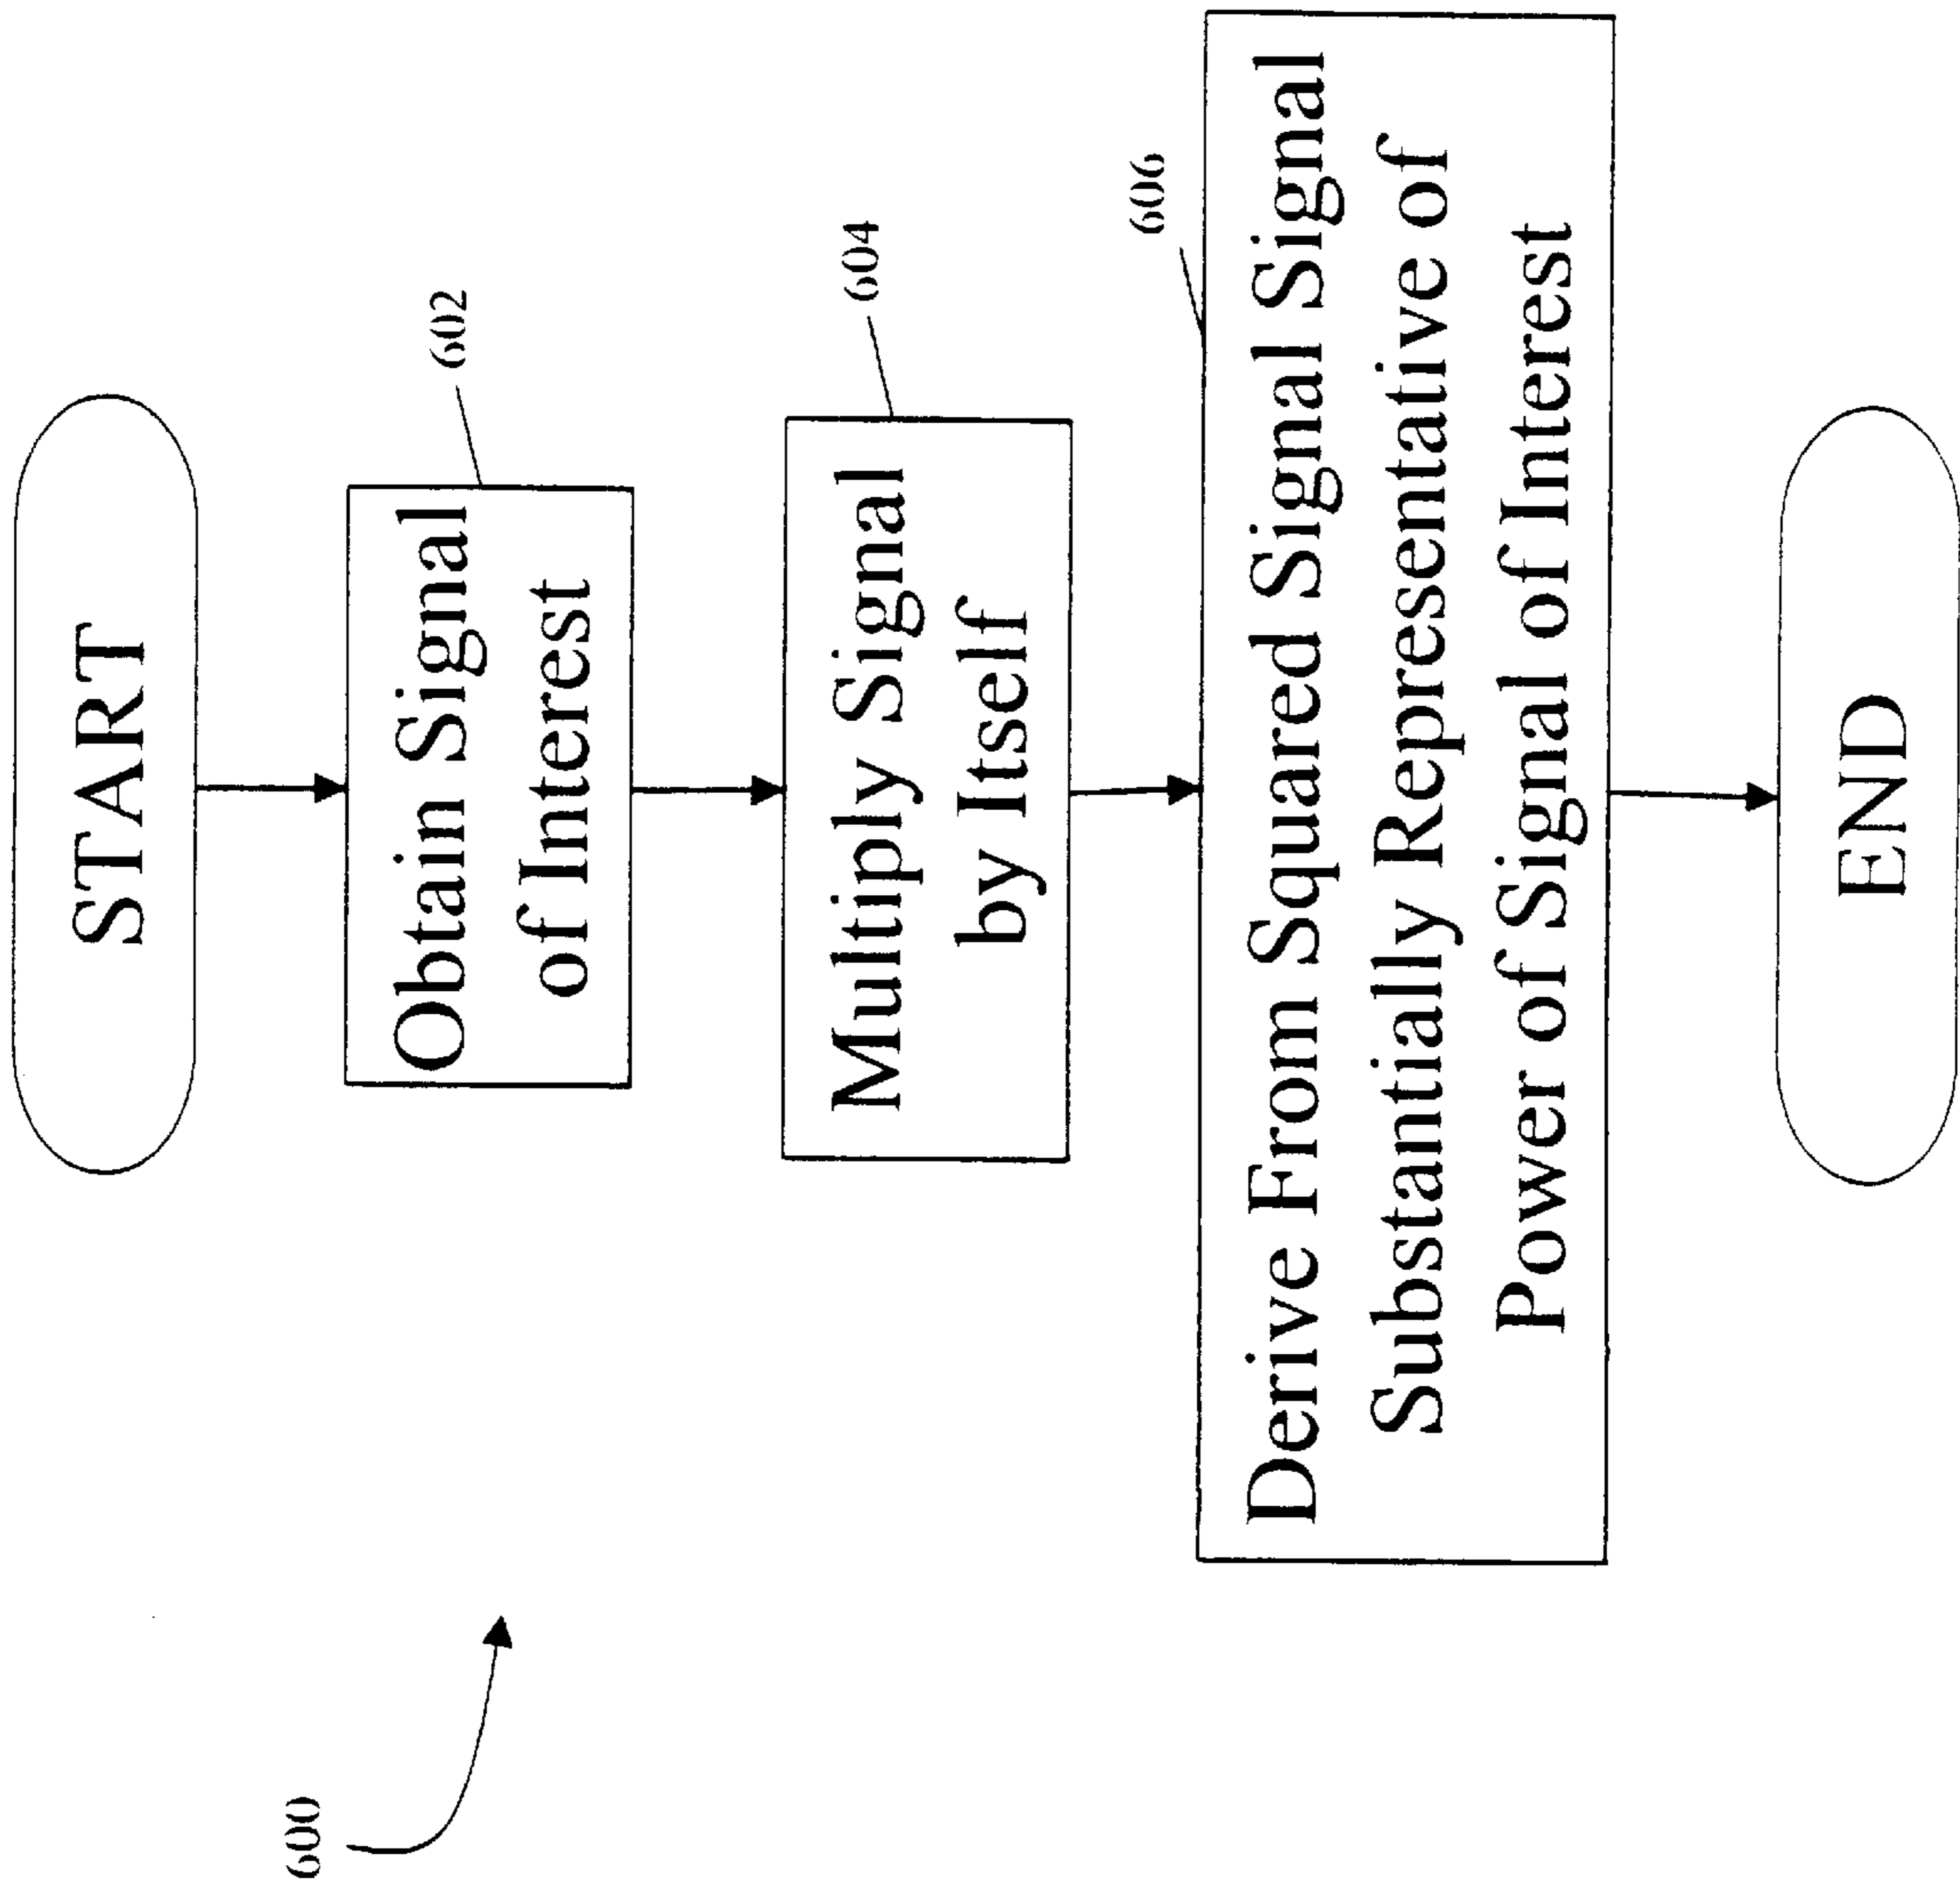 600
START
Obtain Signal
of Interest
602
Multiply Signal
by Itself
604
Derive From Squared Signal Signal
Substantially Representative of
Power of Signal of Interest
606
END